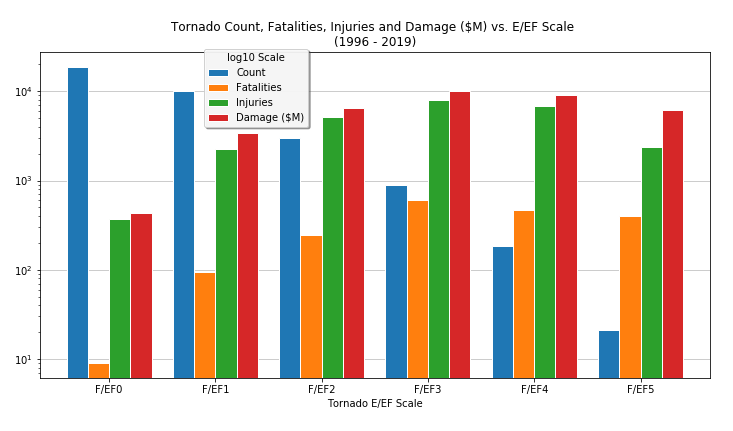 Tornado Count, Fatalities, Injuries and Damage ($M) vs. E/EF Scale
(1996 - 2019)
log10 Scale
Count
Fatalities
Injuries
Damage ($M)
10⁴
10³
10²
10¹
F/EF0 F/EF1 F/EF2 F/EF3 F/EF4 F/EF5
Tornado E/EF Scale